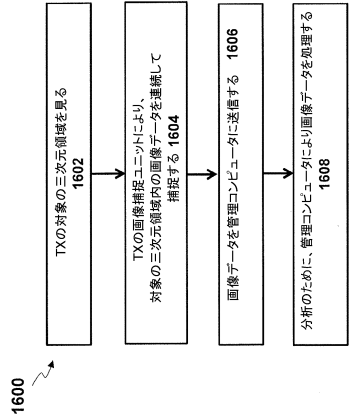 1600
TXの対象の三次元領域を見る
1602
TXの画像捕捉ユニットにより、
対象の三次元領域内の画像データを連続して
捕捉する 1604
画像データを管理コンピュータに送信する 1606
分析のために、管理コンピュータにより画像データを処理する
1608